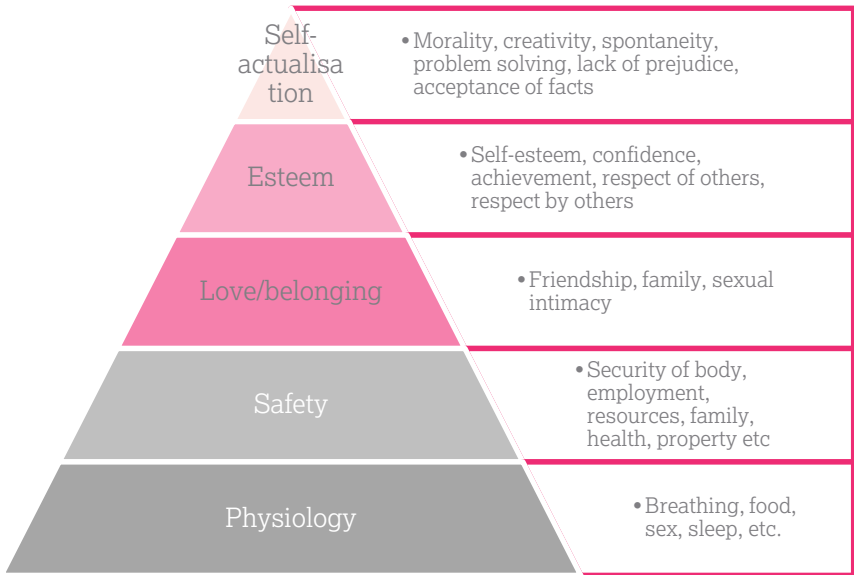 Self-
actualisa
tion
• Morality, creativity, spontaneity,
problem solving, lack of prejudice,
acceptance of facts
Esteem
• Self-esteem, confidence,
achievement, respect of others,
respect by others
Love/belonging
• Friendship, family, sexual
intimacy
Safety
• Security of body,
employment,
resources, family,
health, property etc
Physiology
• Breathing, food,
sex, sleep, etc.